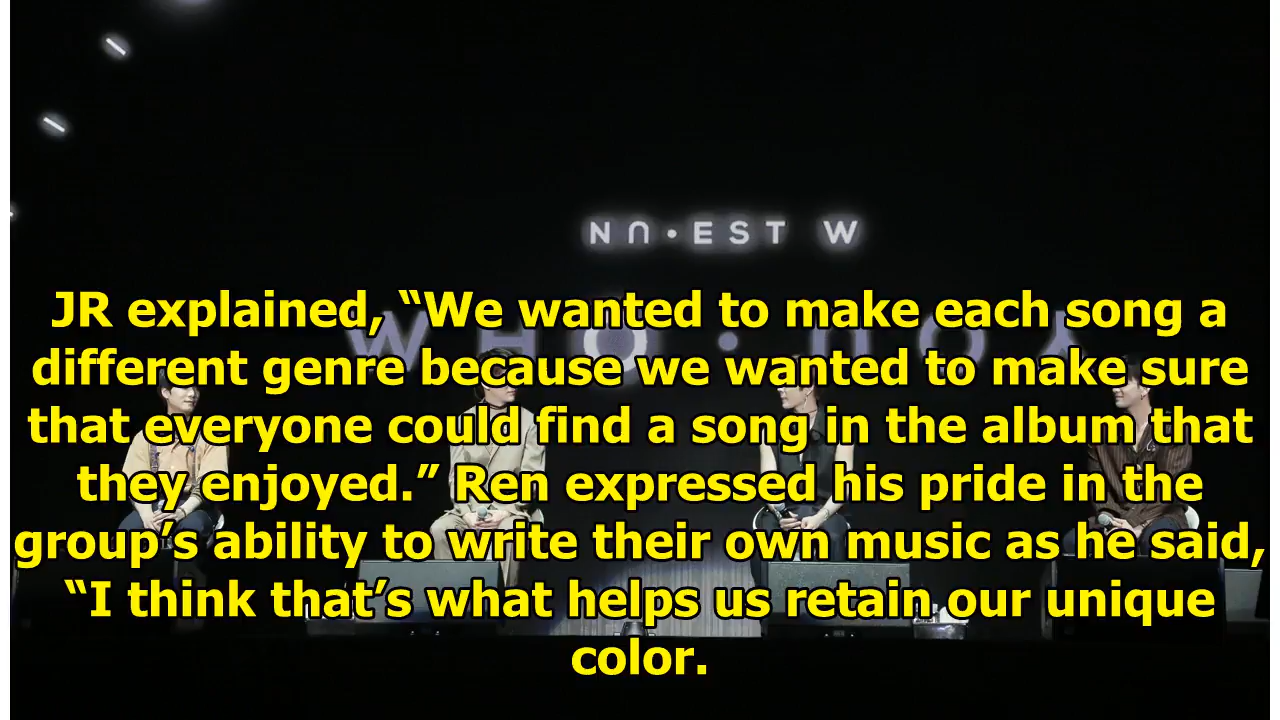 NU•EST W
WHO • YOU
JR explained, “We wanted to make each song a
different genre because we wanted to make sure
that everyone could find a song in the album that
they enjoyed.” Ren expressed his pride in the
group’s ability to write their own music as he said,
“I think that’s what helps us retain our unique
color.